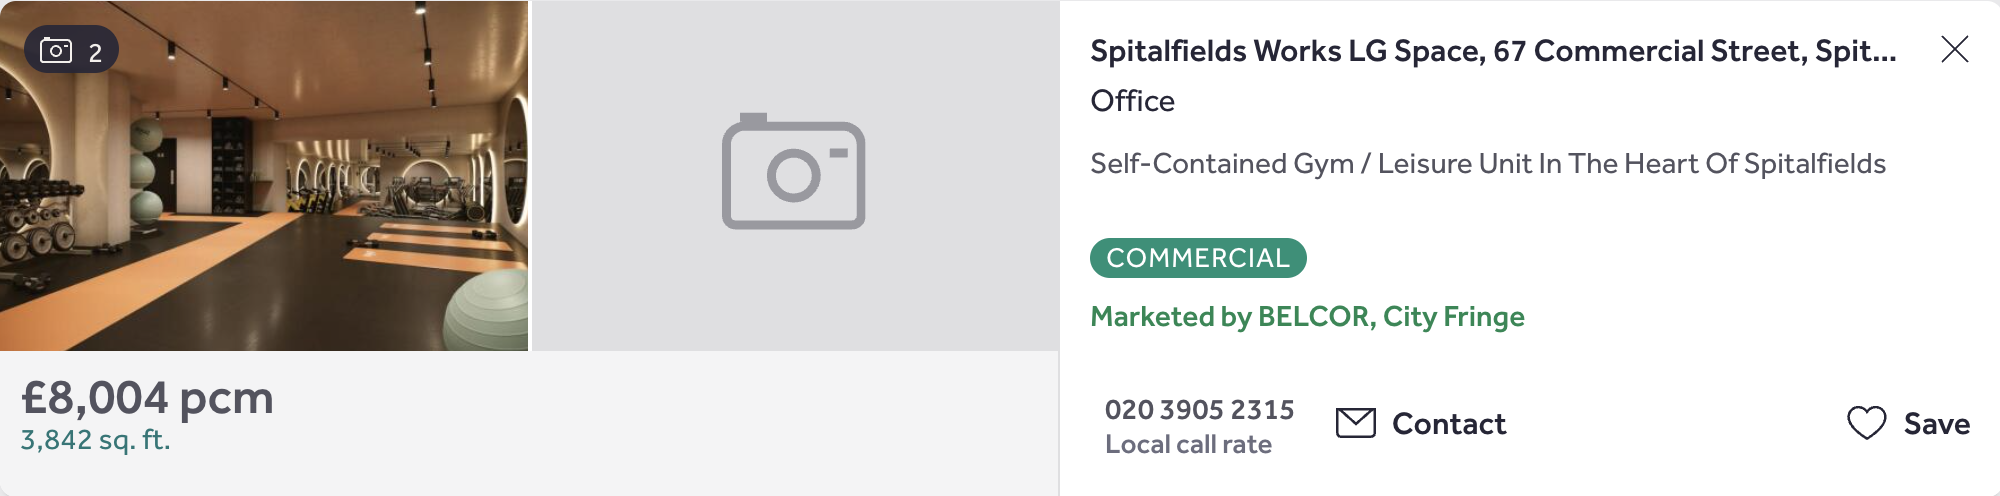 2
Spitalfields Works LG Space, 67 Commercial Street, Spit...
Office
Self-Contained Gym / Leisure Unit In The Heart Of Spitalfields
COMMERCIAL
Marketed by BELCOR, City Fringe
£8,004 pcm
3,842 sq. ft.
020 3905 2315
Local call rate
Contact
Save